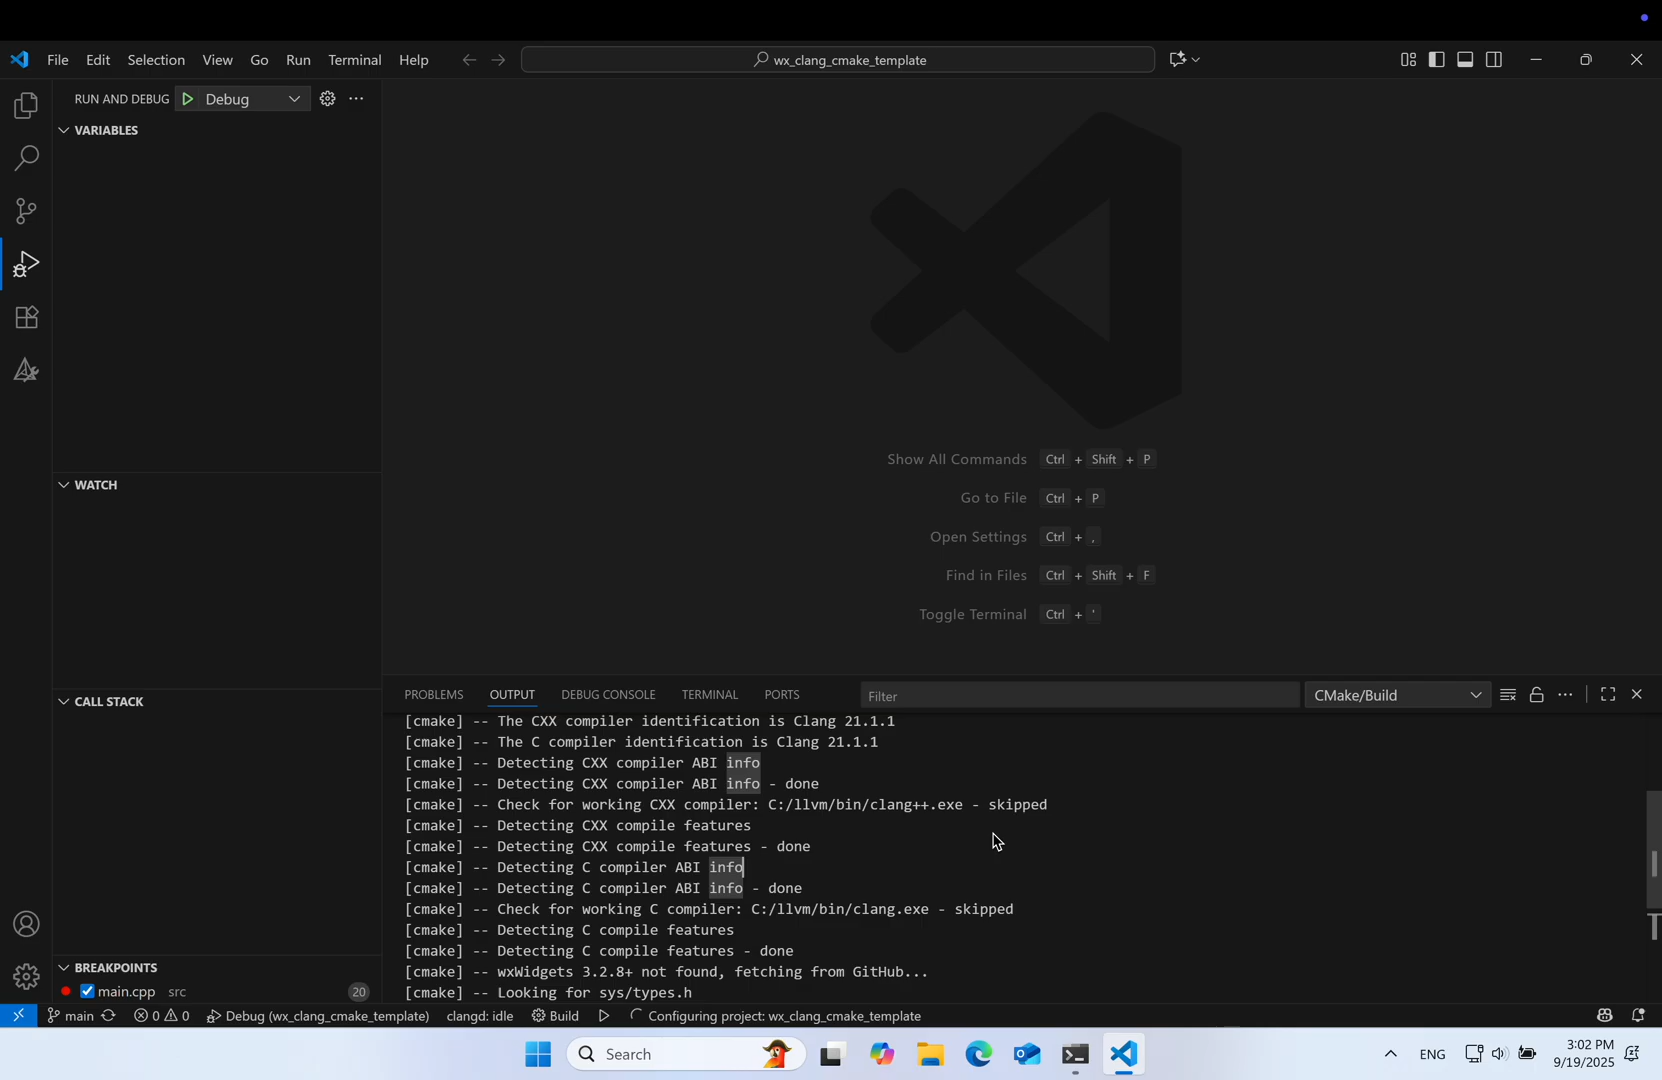 File Edit Selection View Go Run Terminal Help
wx_clang_cmake_template
RUN AND DEBUG Debug
VARIABLES
Show All Commands Ctrl + Shift + P
Go to File Ctrl + P
WATCH
Open Settings Ctrl + ,
Find in Files Ctrl + Shift + F
Toggle Terminal Ctrl + '
CALL STACK
PROBLEMS OUTPUT DEBUG CONSOLE TERMINAL PORTS Filter CMake/Build
[cmake] -- The CXX compiler identification is Clang 21.1.1
[cmake] -- The C compiler identification is Clang 21.1.1
[cmake] -- Detecting CXX compiler ABI info
[cmake] -- Detecting CXX compiler ABI info - done
[cmake] -- Check for working CXX compiler: C:/llvm/bin/clang++.exe - skipped
[cmake] -- Detecting CXX compile features
[cmake] -- Detecting CXX compile features - done
[cmake] -- Detecting C compiler ABI info
[cmake] -- Detecting C compiler ABI info - done
[cmake] -- Check for working C compiler: C:/llvm/bin/clang.exe - skipped
[cmake] -- Detecting C compile features
[cmake] -- Detecting C compile features - done
[cmake] -- wxWidgets 3.2.8+ not found, fetching from GitHub...
[cmake] -- Looking for sys/types.h
BREAKPOINTS
main.cpp src 20
main 0 0 Debug (wx_clang_cmake_template) clangd: idle Build Configuring project: wx_clang_cmake_template
Search
ENG
3:02 PM
9/19/2025